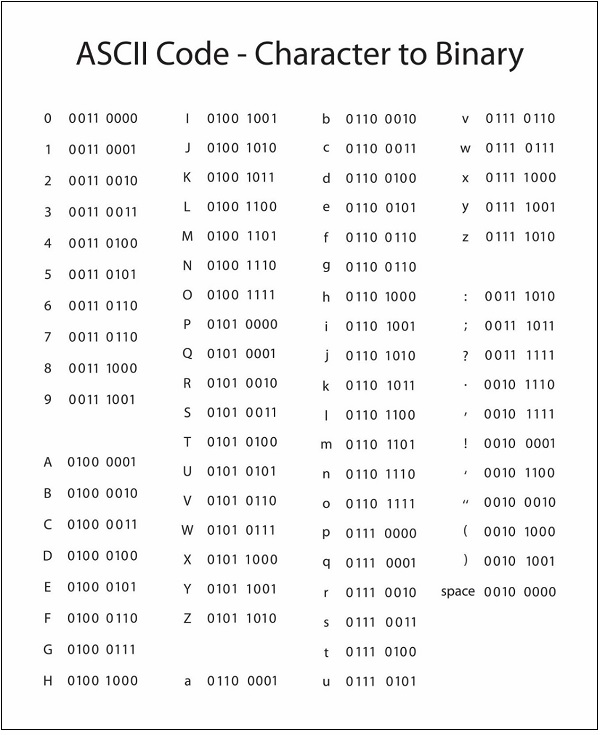 ASCII Code - Character to Binary
0 0011 0000
1 0011 0001
2 0011 0010
3 0011 0011
4 0011 0100
5 0011 0101
6 0011 0110
7 0011 0110
8 0011 1000
9 0011 1001
A 0100 0001
B 0100 0010
C 0100 0011
D 0100 0100
E 0100 0101
F 0100 0110
G 0100 0111
H 0100 1000
I 0100 1001
J 0100 1010
K 0100 1011
L 0100 1100
M 0100 1101
N 0100 1110
O 0100 1111
P 0101 0000
Q 0101 0001
R 0101 0010
S 0101 0011
T 0101 0100
U 0101 0101
V 0101 0110
W 0101 0111
X 0101 1000
Y 0101 1001
Z 0101 1010
a 0110 0001
b 0110 0010
c 0110 0011
d 0110 0100
e 0110 0101
f 0110 0110
g 0110 0110
h 0110 1000
i 0110 1001
j 0110 1010
k 0110 1011
l 0110 1100
m 0110 1101
n 0110 1110
o 0110 1111
p 0111 0000
q 0111 0001
r 0111 0010
s 0111 0011
t 0111 0100
u 0111 0101
v 0111 0110
w 0111 0111
x 0111 1000
y 0111 1001
z 0111 1010
: 0011 1010
; 0011 1011
? 0011 1111
. 0010 1110
, 0010 1111
! 0010 0001
, 0010 1100
" 0010 0010
( 0010 1000
) 0010 1001
space 0010 0000